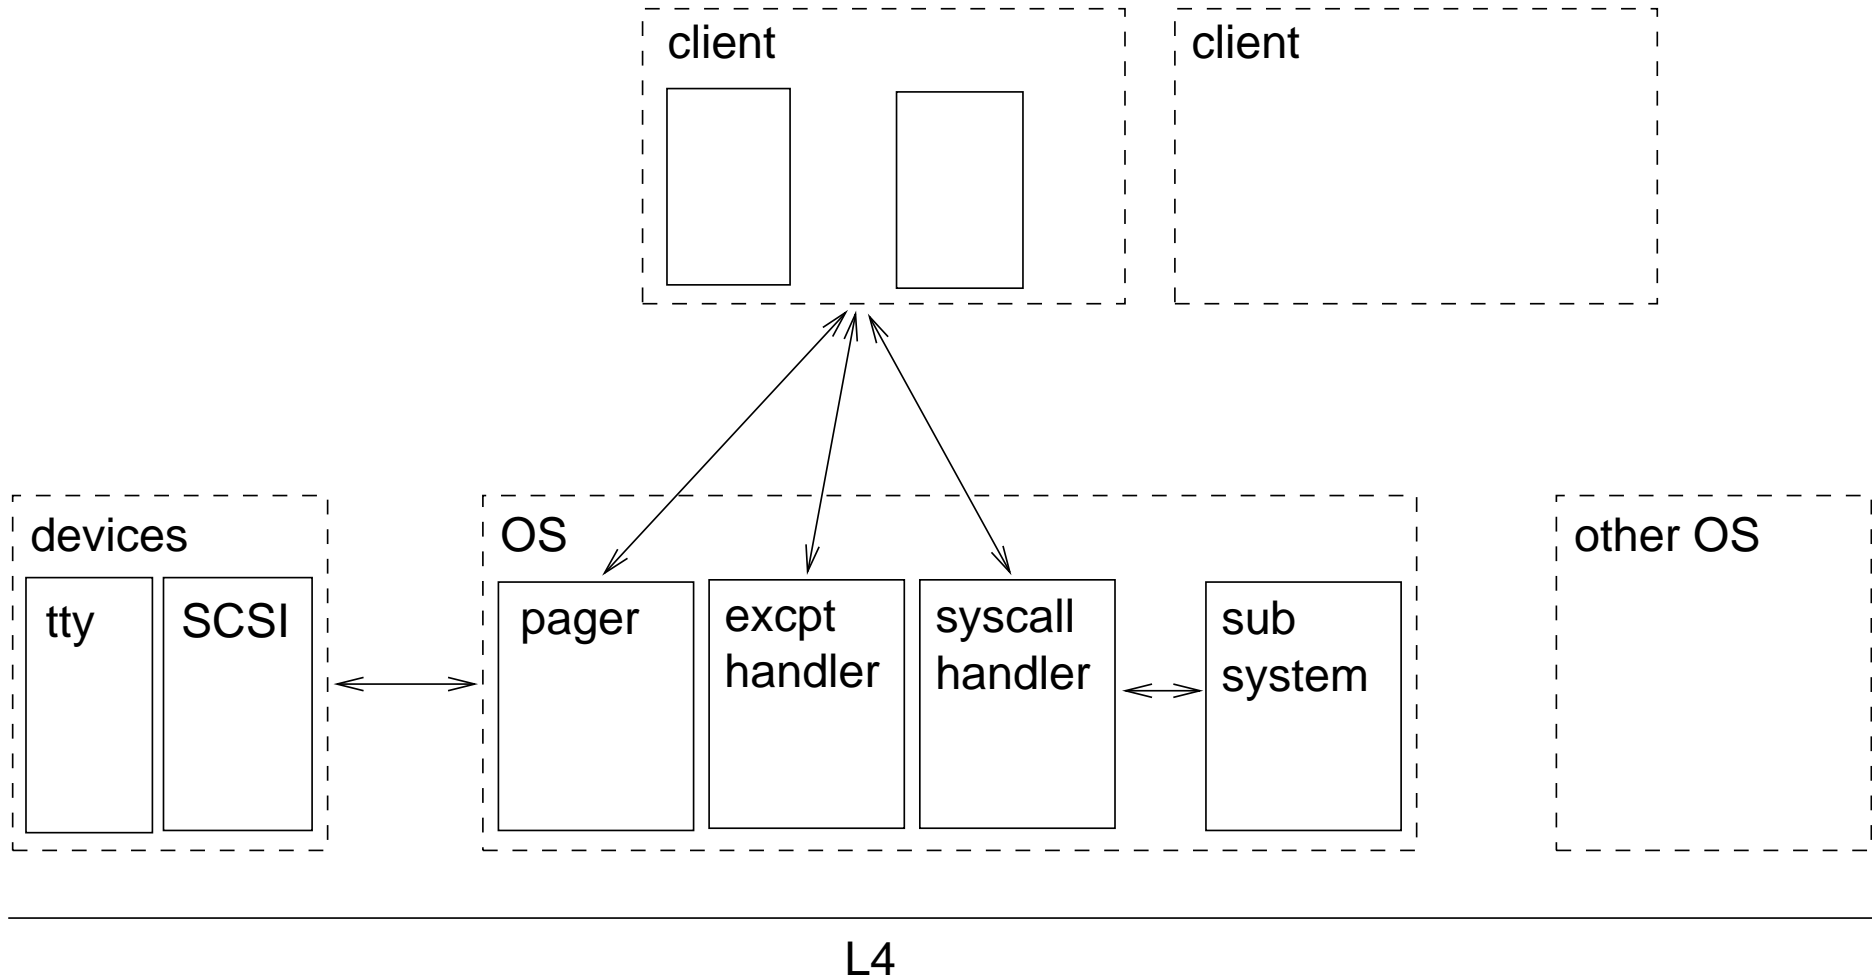 client
client
devices
tty
SCSI
OS
pager
excpt
handler
syscall
handler
sub
system
other OS
L4